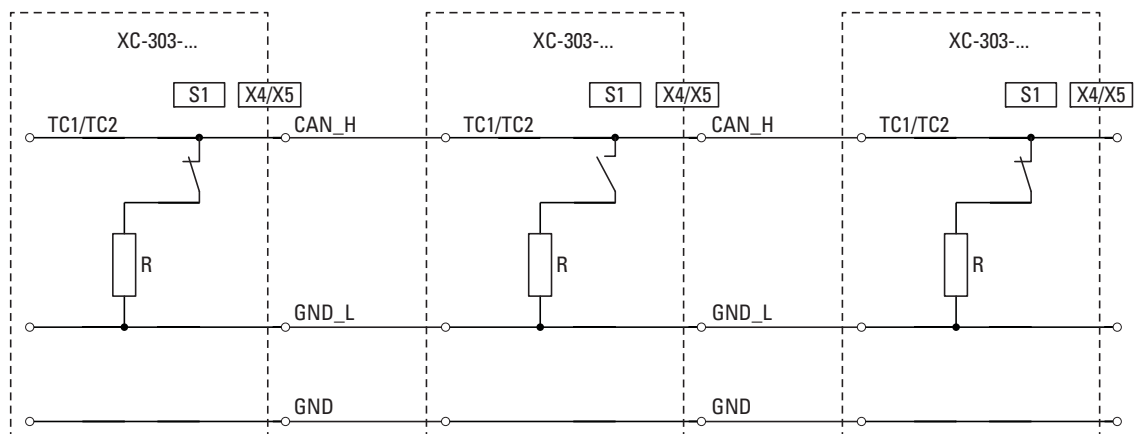 XC-303-... XC-303-... XC-303-...
S1 X4/X5 S1 X4/X5 S1 X4/X5
TC1/TC2 CAN_H TC1/TC2 CAN_H TC1/TC2
R R R
GND_L GND_L
GND GND